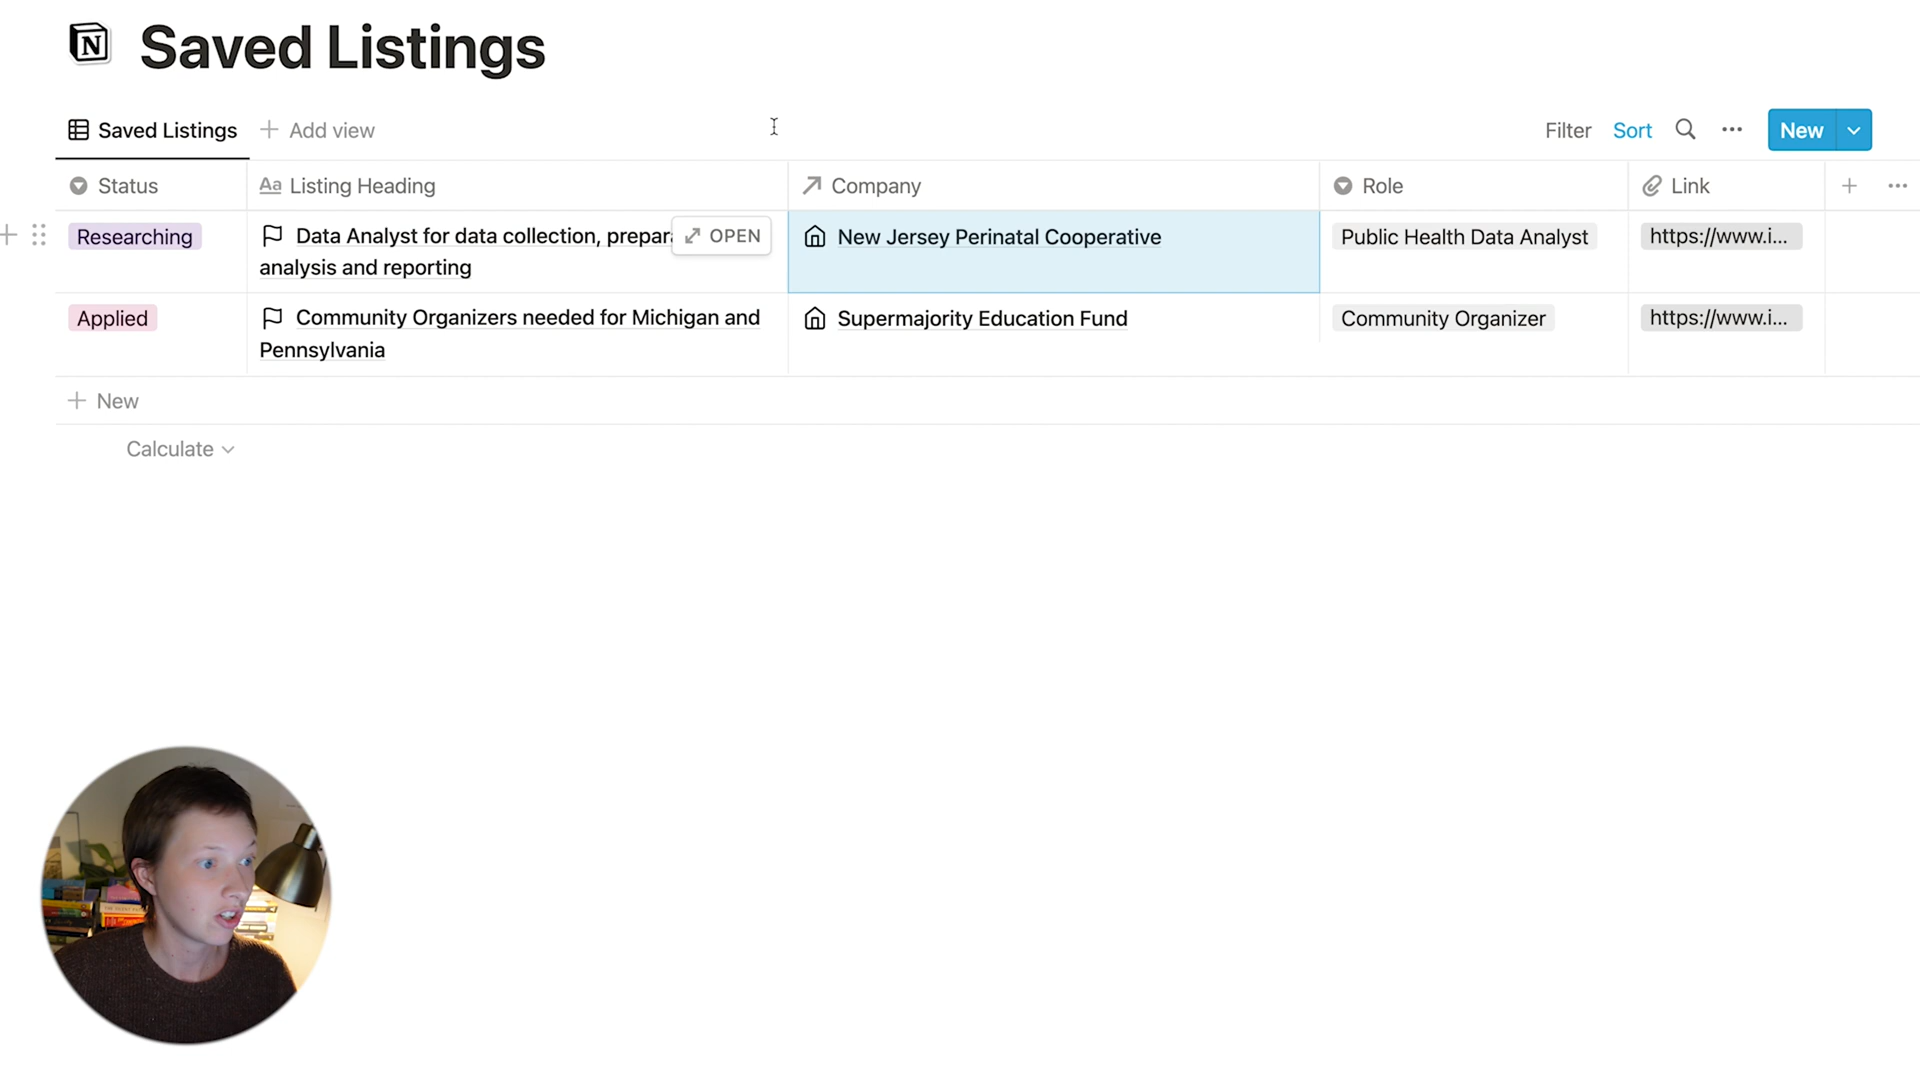 Saved Listings
Saved Listings
Add view
Filter
Sort
New
Status
Aa Listing Heading
Company
Role
Link
Researching
Data Analyst for data collection, prepar
OPEN
analysis and reporting
New Jersey Perinatal Cooperative
Public Health Data Analyst
https://www.i...
Applied
Community Organizers needed for Michigan and
Pennsylvania
Supermajority Education Fund
Community Organizer
https://www.i...
New
Calculate